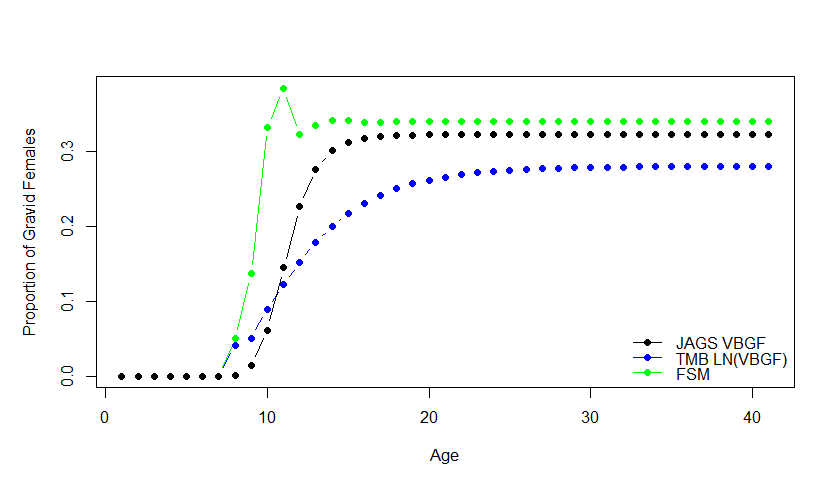 Proportion of Gravid Females
0.3
0.2
0.1
0.0
JAGS VBGF
TMB LN(VBGF)
FSM
0 10 20 30 40
Age